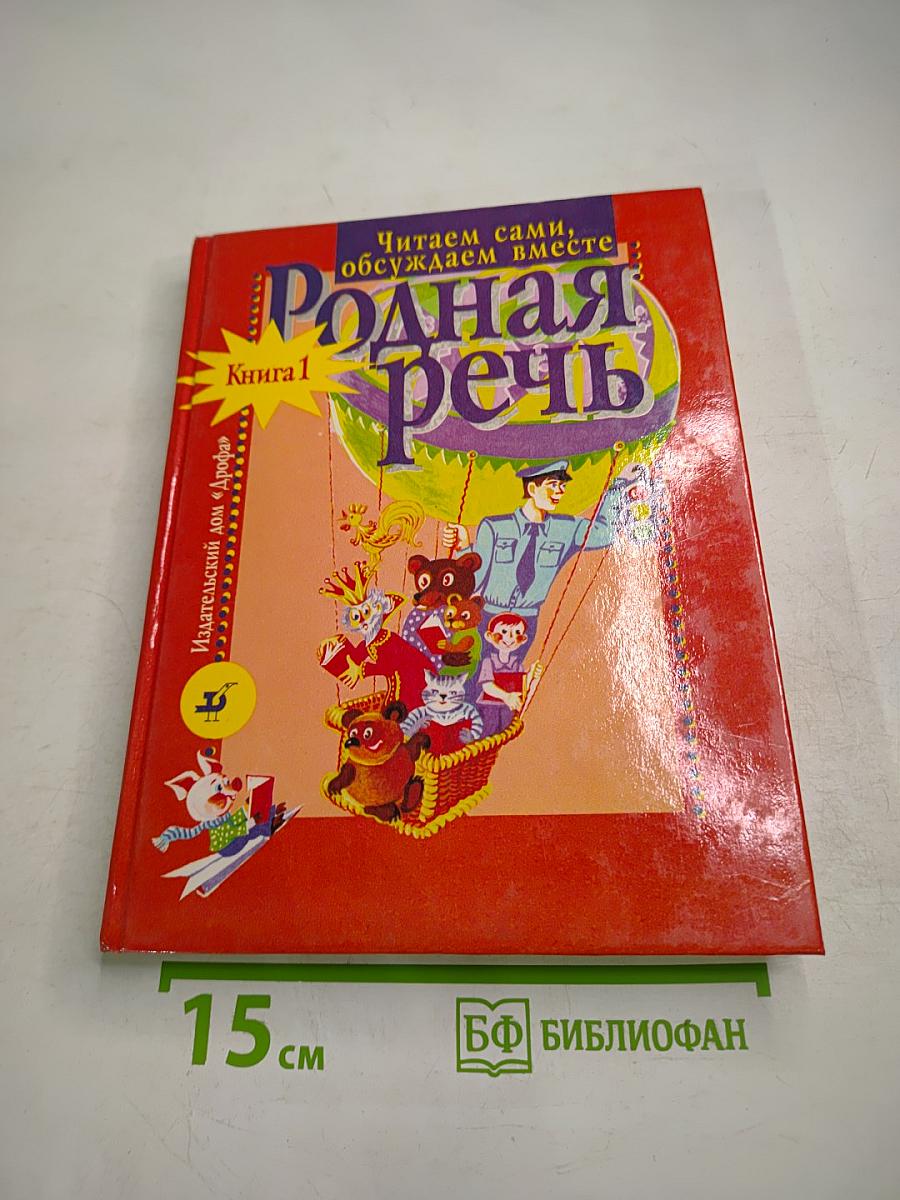 Читаем сами,
обсуждаем вместе
Родная
речь
Книга 1
Издательский дом «Дрофа»
15 см
БФ БИБЛИОФАН